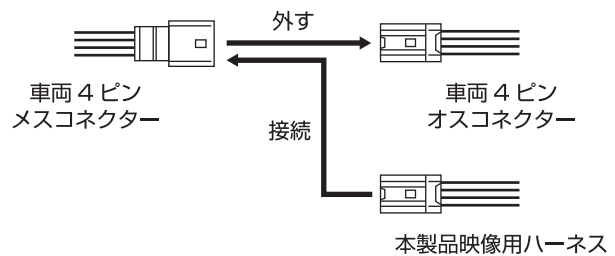 外す
車両4ピン
メスコネクター
車両4ピン
オスコネクター
接続
本製品映像用ハーネス